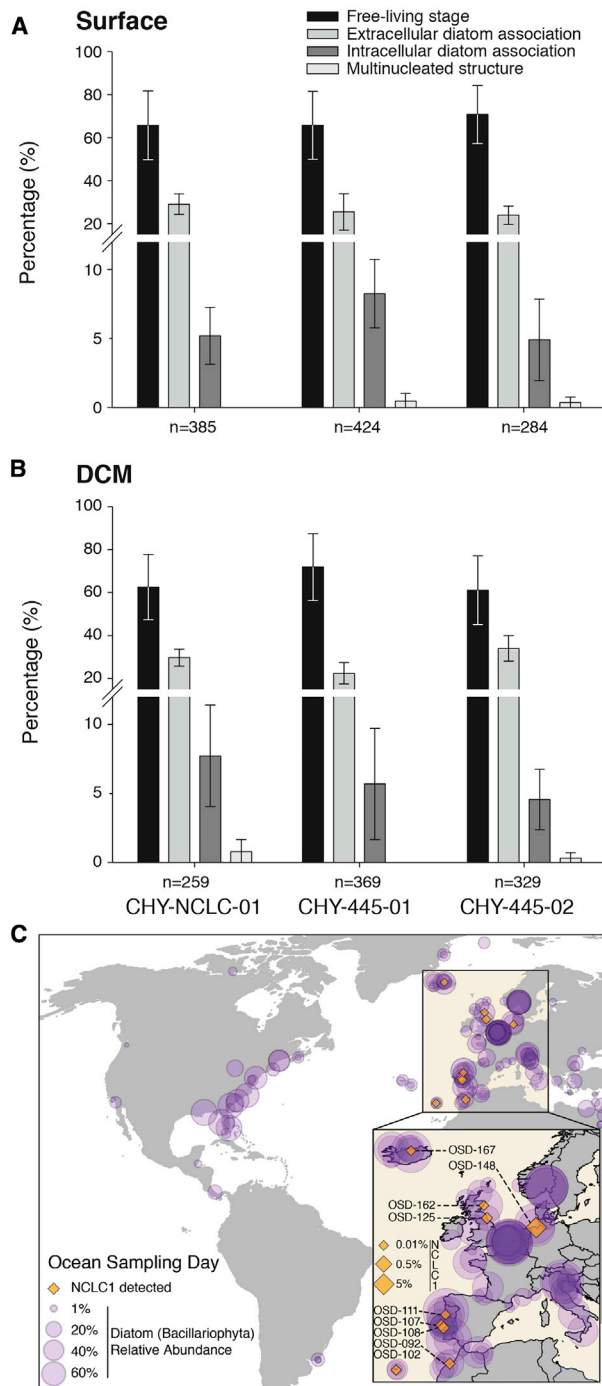 A
Surface
Free-living stage
Extracellular diatom association
Intracellular diatom association
Multinucleated structure
Percentage (%)
100
80
60
40
20
10
5
0
n=385
n=424
n=284
B
DCM
Percentage (%)
100
80
60
40
20
10
5
0
n=259
n=369
n=329
CHY-NCLC-01
CHY-445-01
CHY-445-02
C
OSD-167
OSD-148
OSD-162
OSD-125
0.01%
0.5%
5%
NCLC1
OSD-111
OSD-107
OSD-108
OSD-092
OSD-102
Ocean Sampling Day
NCLC1 detected
1%
20%
40%
60%
Diatom (Bacillariophyta)
Relative Abundance